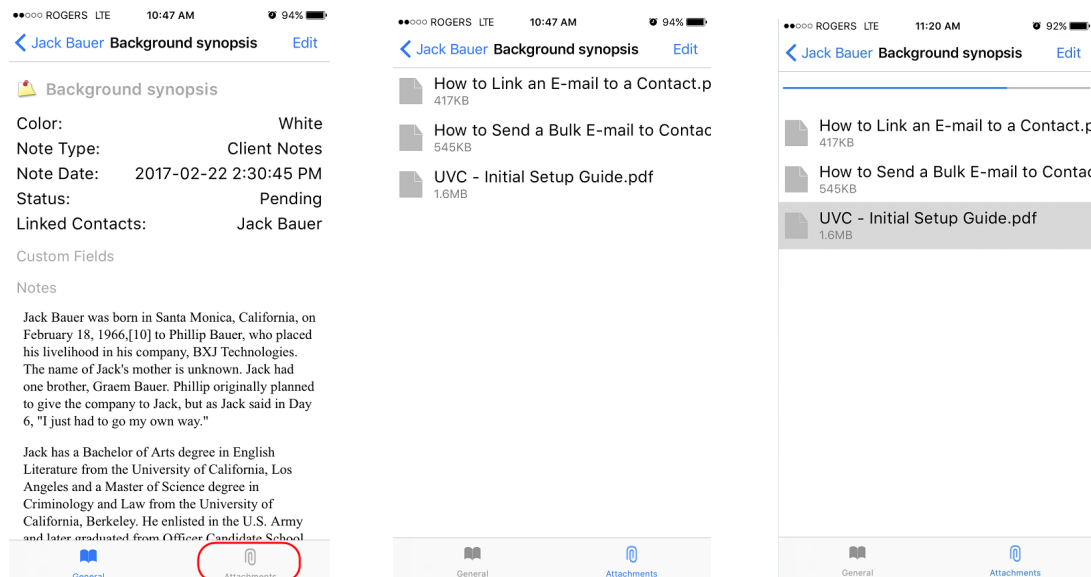 ROGERS LTE 10:47 AM 94%
Jack Bauer Background synopsis Edit
Background synopsis
Color: White
Note Type: Client Notes
Note Date: 2017-02-22 2:30:45 PM
Status: Pending
Linked Contacts: Jack Bauer
Custom Fields
Notes
Jack Bauer was born in Santa Monica, California, on
February 18, 1966,[10] to Phillip Bauer, who placed
his livelihood in his company, BXJ Technologies.
The name of Jack's mother is unknown. Jack had
one brother, Graem Bauer. Phillip originally planned
to give the company to Jack, but as Jack said in Day
6, "I just had to go my own way."
Jack has a Bachelor of Arts degree in English
Literature from the University of California, Los
Angeles and a Master of Science degree in
Criminology and Law from the University of
California, Berkeley. He enlisted in the U.S. Army
and later graduated from Officer Candidate School
General Attachments
ROGERS LTE 10:47 AM 94%
Jack Bauer Background synopsis Edit
How to Link an E-mail to a Contact.p
417KB
How to Send a Bulk E-mail to Contac
545KB
UVC - Initial Setup Guide.pdf
1.6MB
General Attachments
ROGERS LTE 11:20 AM 92%
Jack Bauer Background synopsis Edit
How to Link an E-mail to a Contact.p
417KB
How to Send a Bulk E-mail to Contac
545KB
UVC - Initial Setup Guide.pdf
1.6MB
General Attachments